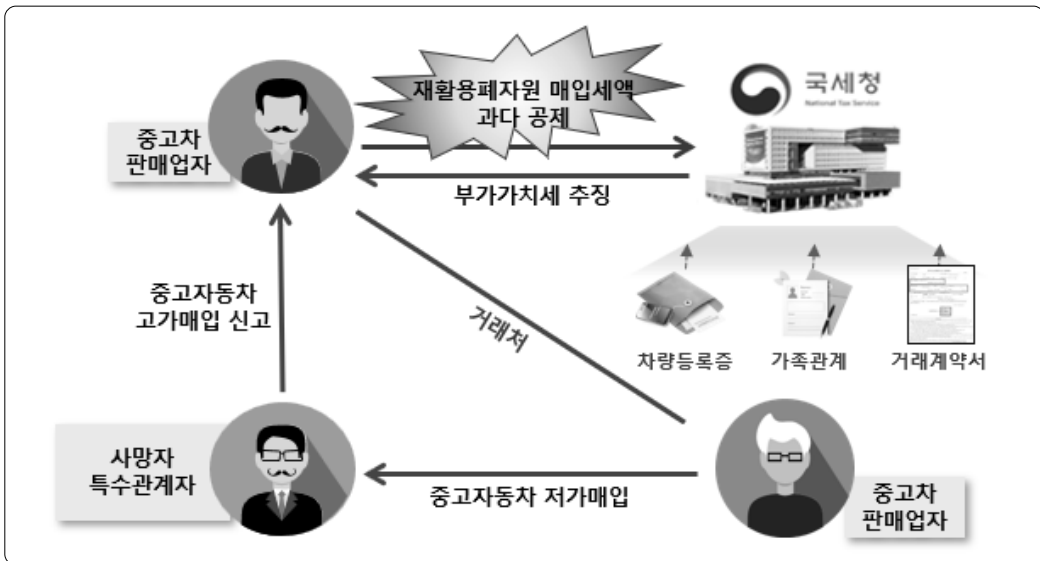 재활용폐자원 매입세액
과다 공제
국세청
National Tax Service
중고차
판매업자
부가가치세 추징
중고자동차
고가매입 신고
거래처
차량등록증
가족관계
거래계약서
사망자
특수관계자
중고자동차 저가매입
중고차
판매업자